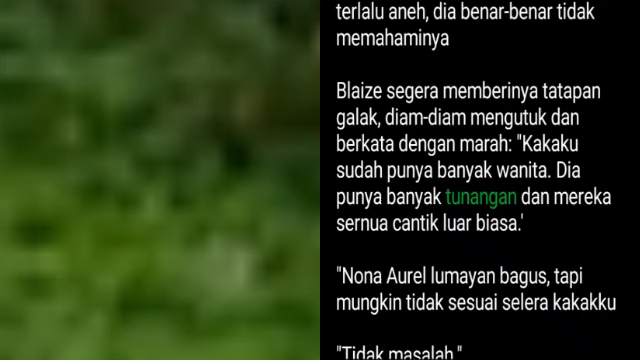 terlalu aneh, dia benar-benar tidak
memahaminya
Blaize segera memberinya tatapan
galak, diam-diam mengutuk dan
berkata dengan marah: "Kakaku
sudah punya banyak wanita. Dia
punya banyak tunangan dan mereka
sernua cantik luar biasa.'
"Nona Aurel lumayan bagus, tapi
mungkin tidak sesuai selera kakakku
"Tidak masalah."